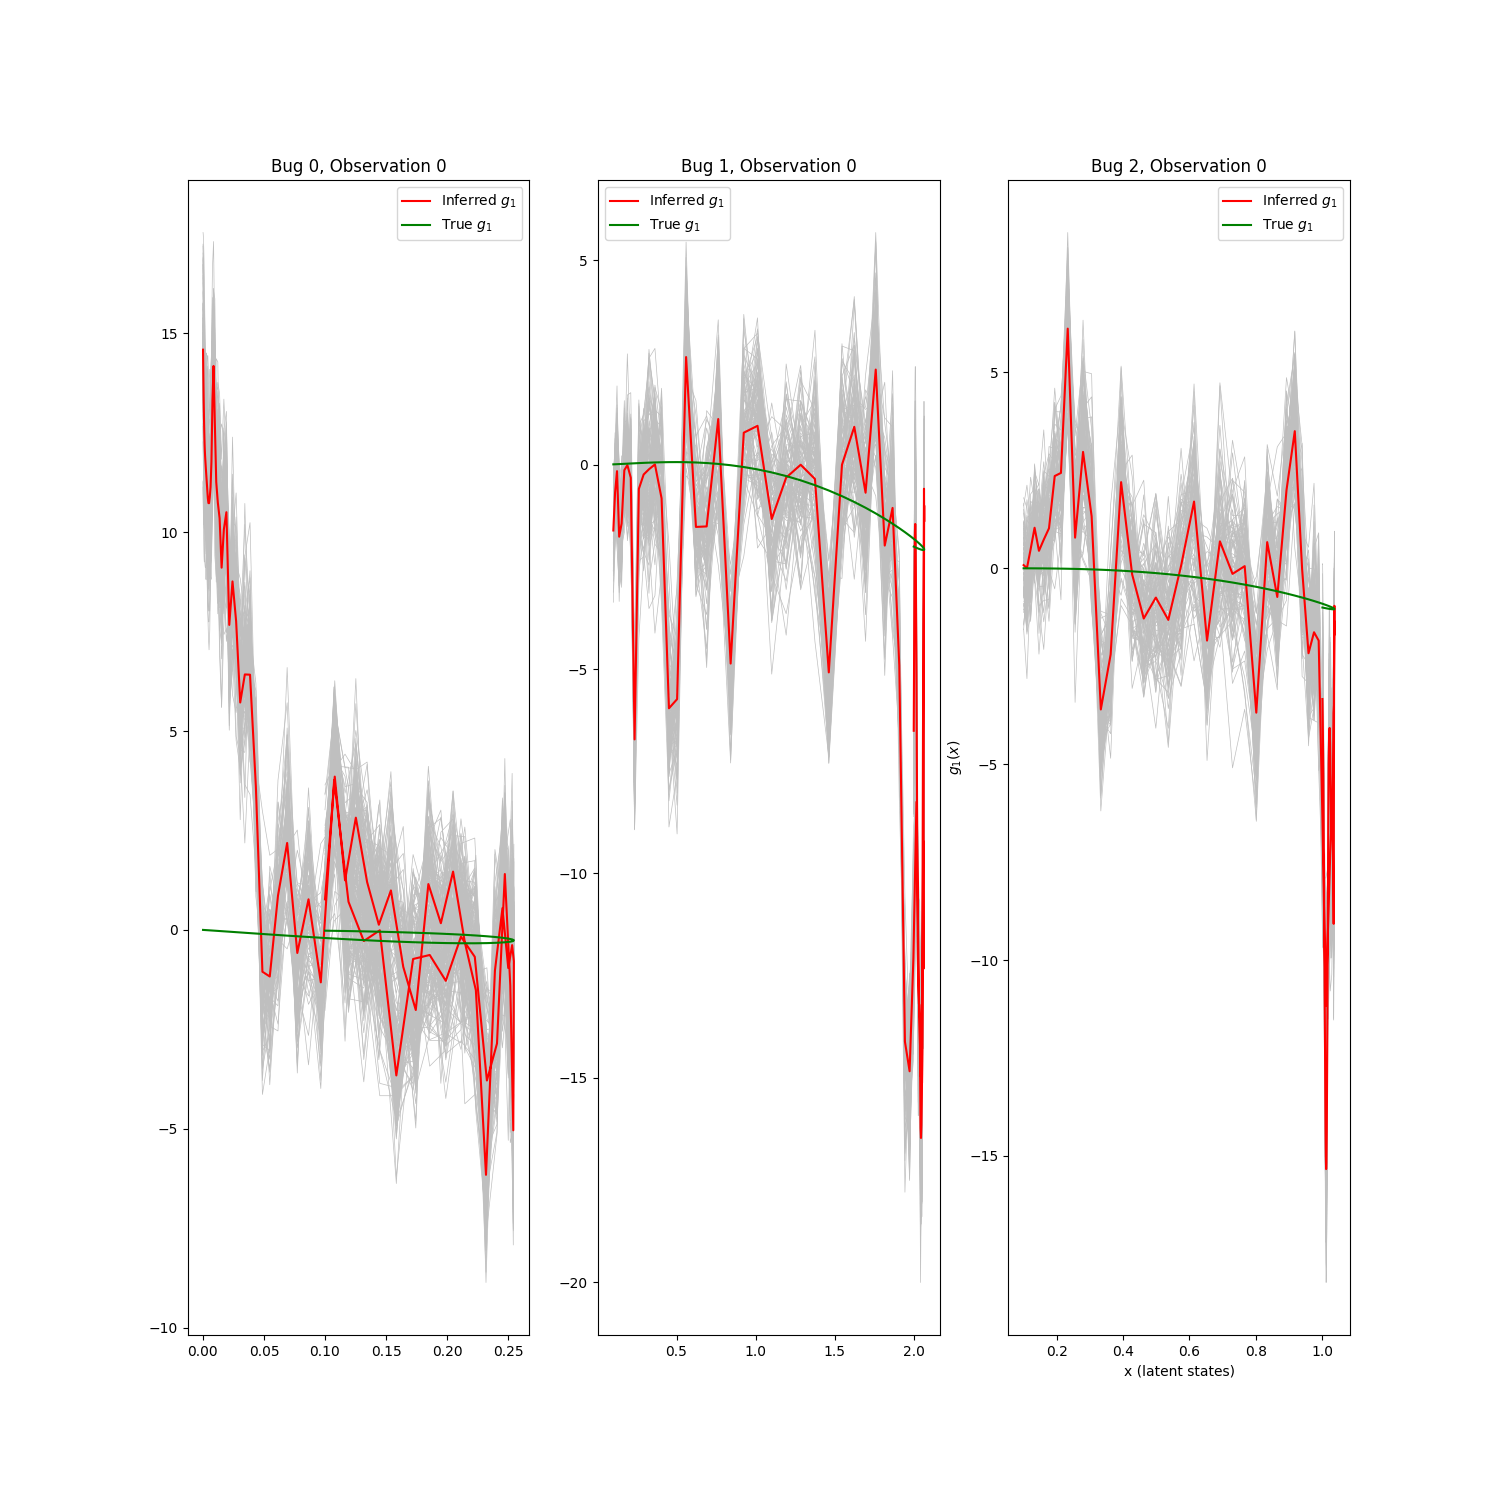 Bug 0, Observation 0
Inferred g₁
True g₁
15
10
5
0
−5
−10
0.00 0.05 0.10 0.15 0.20 0.25
Bug 1, Observation 0
Inferred g₁
True g₁
5
0
−5
−10
−15
−20
0.5 1.0 1.5 2.0
Bug 2, Observation 0
Inferred g₁
True g₁
g₁(x)
5
0
−5
−10
−15
0.2 0.4 0.6 0.8 1.0
x (latent states)